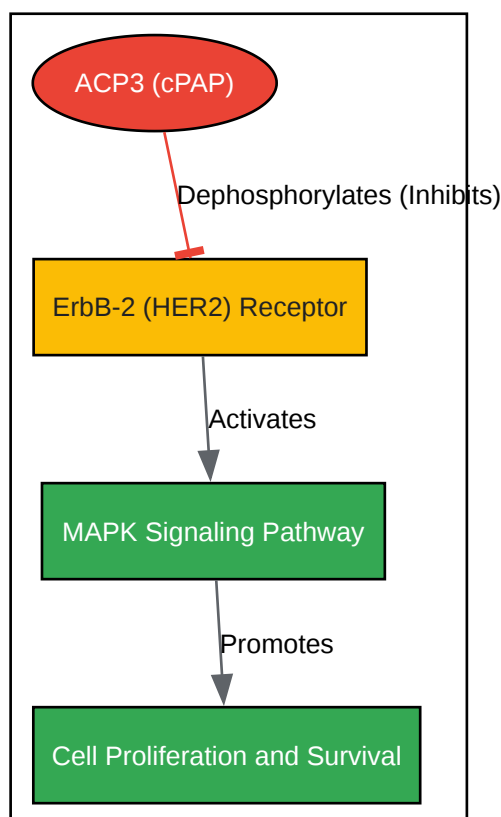 ACP3 (cPAP)
Dephosphorylates (Inhibits)
ErbB-2 (HER2) Receptor
Activates
MAPK Signaling Pathway
Promotes
Cell Proliferation and Survival